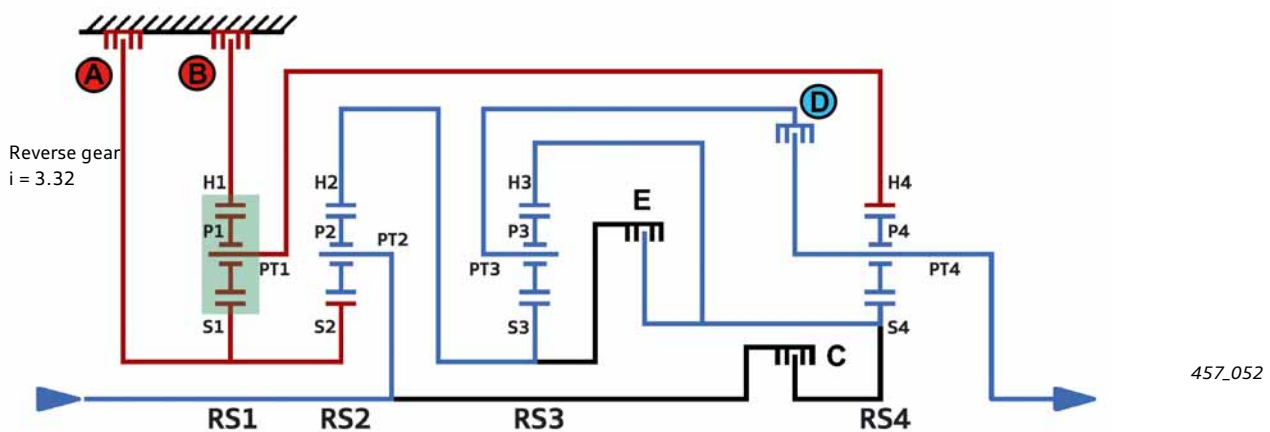 A
B
D
Reverse gear
i = 3.32
H1
H2
H3
E
H4
P1
P2
PT2
P3
P4
PT1
PT3
PT4
S1
S2
S3
S4
C
457_052
RS1
RS2
RS3
RS4